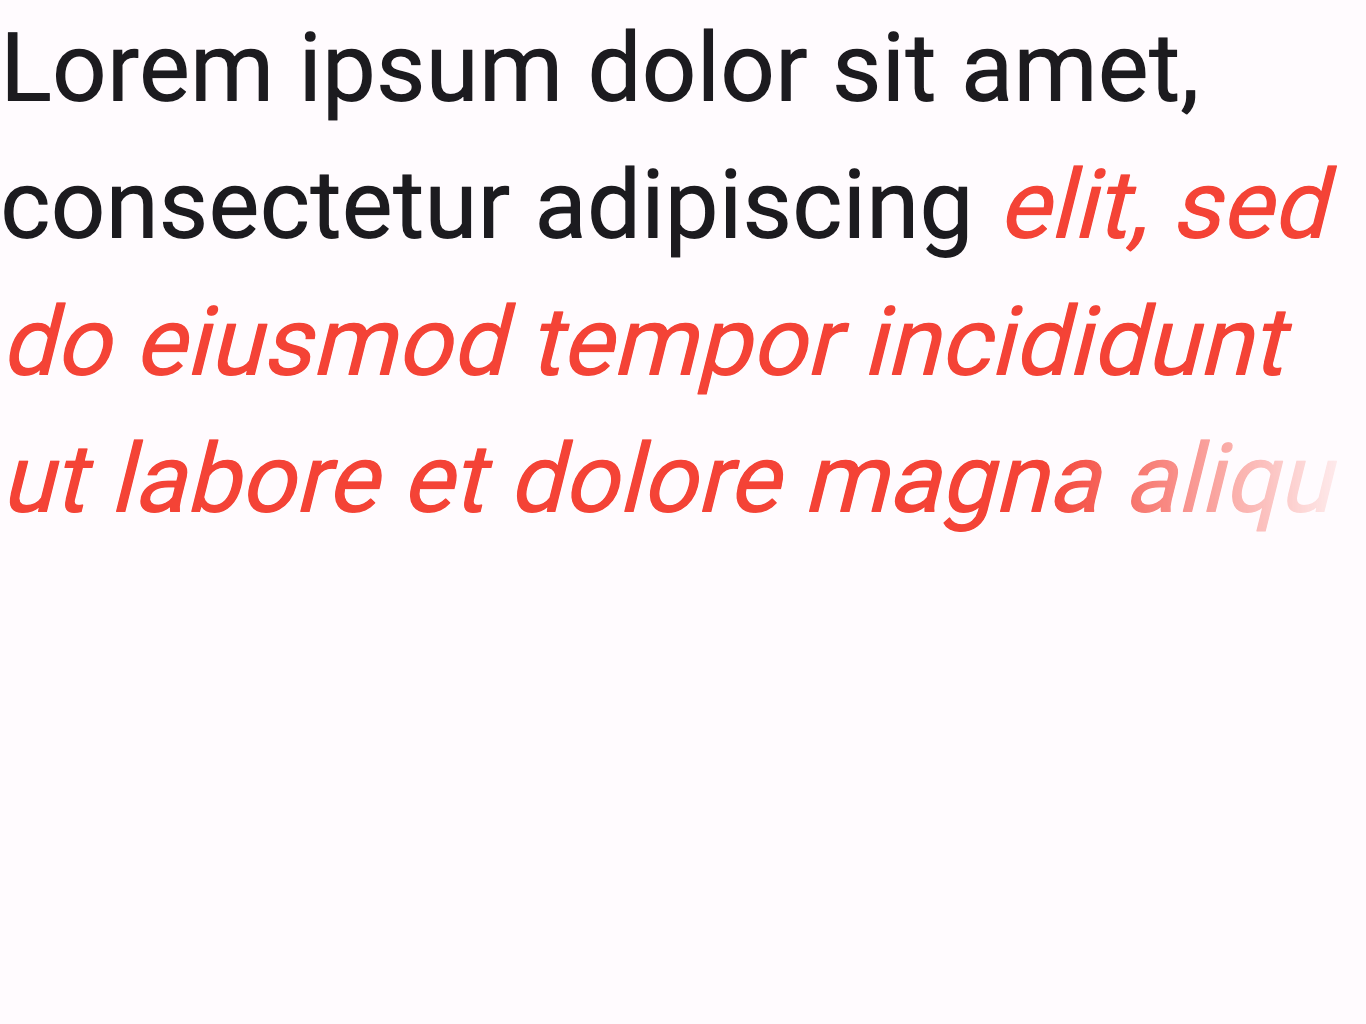 Lorem ipsum dolor sit amet,
consectetur adipiscing elit, sed
do eiusmod tempor incididunt
ut labore et dolore magna aliqu